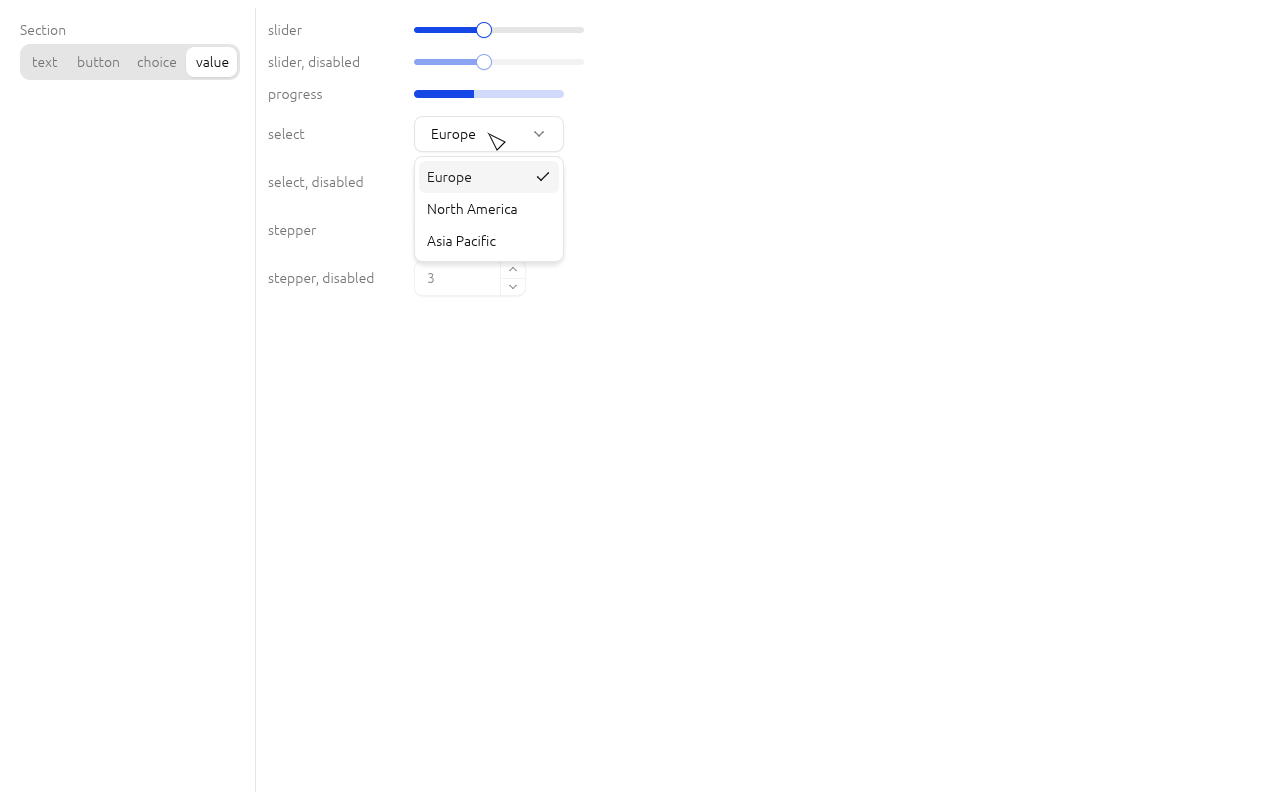 Section
text button choice value
slider
slider, disabled
progress
select Europe
Europe
select, disabled
North America
stepper
Asia Pacific
stepper, disabled 3